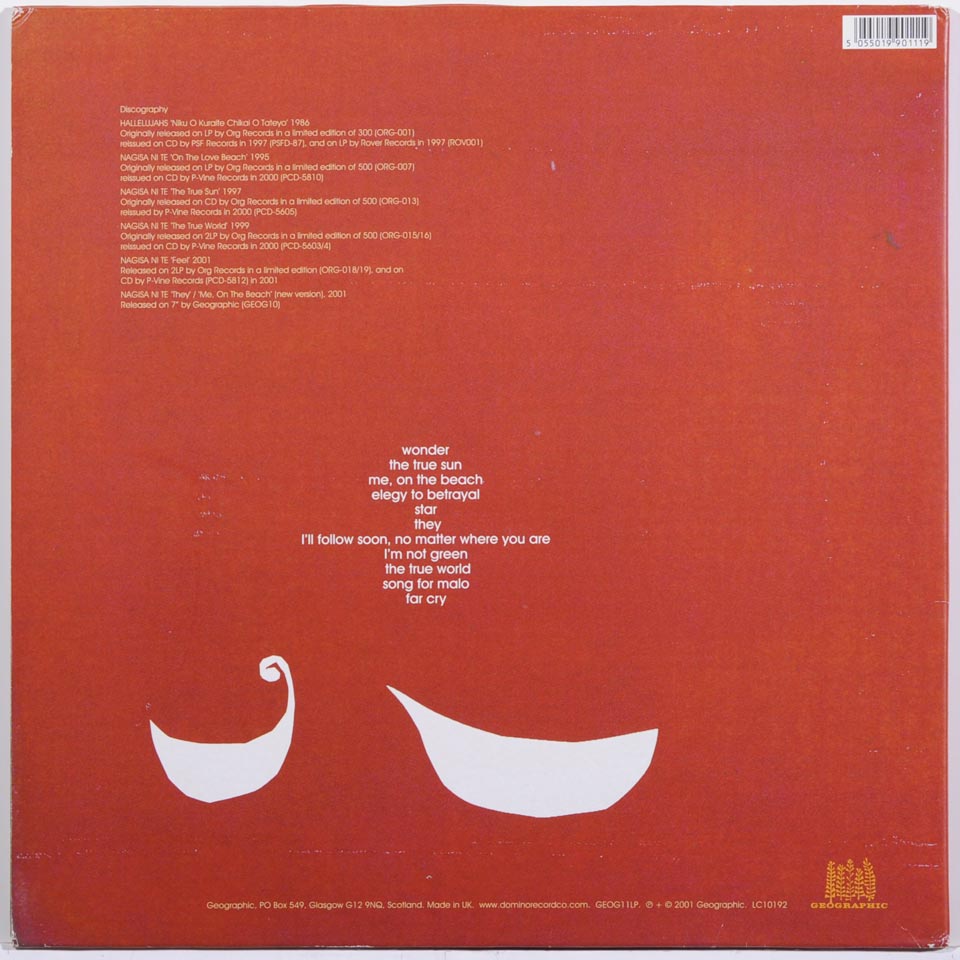 5 055019 901119
Discography
HALLELUJAHS 'Niku O Kuraite Chikai O Tateyo' 1986
Originally released on LP by Org Records in a limited edition of 300 (ORG-001)
reissued on CD by PSF Records in 1997 (PSFD-87), and on LP by Rover Records in 1997 (ROV001)
NAGISA NI TE 'On The Love Beach' 1995
Originally released on LP by Org Records in a limited edition of 500 (ORG-007)
reissued on CD by P-Vine Records in 2000 (PCD-5810)
NAGISA NI TE 'The True Sun' 1997
Originally released on CD by Org Records in a limited edition of 500 (ORG-013)
reissued by P-Vine Records in 2000 (PCD-5605)
NAGISA NI TE 'The True World' 1999
Originally released on 2LP by Org Records in a limited edition of 500 (ORG-015/16)
reissued on CD by P-Vine Records in 2000 (PCD-5603/4)
NAGISA NI TE 'Feel' 2001
Released on 2LP by Org Records in a limited edition (ORG-018/19), and on
CD by P-Vine Records (PCD-5812) in 2001
NAGISA NI TE 'They' / 'Me, On The Beach' (new version), 2001
Released on 7" by Geographic (GEOG10)
wonder
the true sun
me, on the beach
elegy to betrayal
star
they
I'll follow soon, no matter where you are
I'm not green
the true world
song for malo
far cry
GEOGRAPHIC
Geographic, PO Box 549, Glasgow G12 9NQ, Scotland. Made in UK. www.dominorecordco.com. GEOG11LP. ℗ + © 2001 Geographic. LC10192